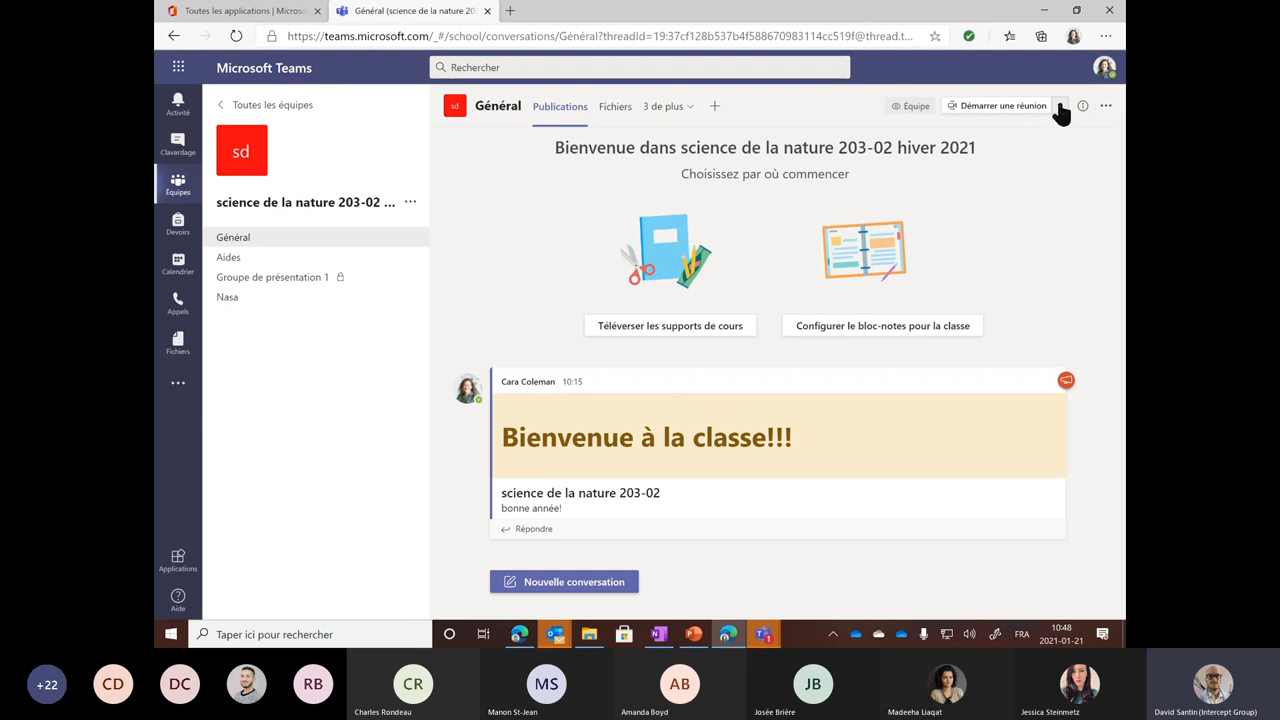 Toutes les applications | Microso
Général (science de la nature 20
https://teams.microsoft.com/_#/school/conversations/Général?threadId=19:37cf128b537b4f588670983114cc519f@thread.t...
Microsoft Teams
Rechercher
Activité
Clavardage
Équipes
Devoirs
Calendrier
Appels
Fichiers
Applications
Aide
Toutes les équipes
sd
science de la nature 203-02 ...
Général
Aides
Groupe de présentation 1
Nasa
sd
Général
Publications
Fichiers
3 de plus
Équipe
Démarrer une réunion
Bienvenue dans science de la nature 203-02 hiver 2021
Choisissez par où commencer
Téléverser les supports de cours
Configurer le bloc-notes pour la classe
Cara Coleman 10:15
Bienvenue à la classe!!!
science de la nature 203-02
bonne année!
Répondre
Nouvelle conversation
Taper ici pour rechercher
FRA
10:48
2021-01-21
+22
CD
DC
RB
CR
Charles Rondeau
MS
Manon St-Jean
AB
Amanda Boyd
JB
Josée Brière
Madeeha Liaqat
Jessica Steinmetz
David Santin (Intercept Group)